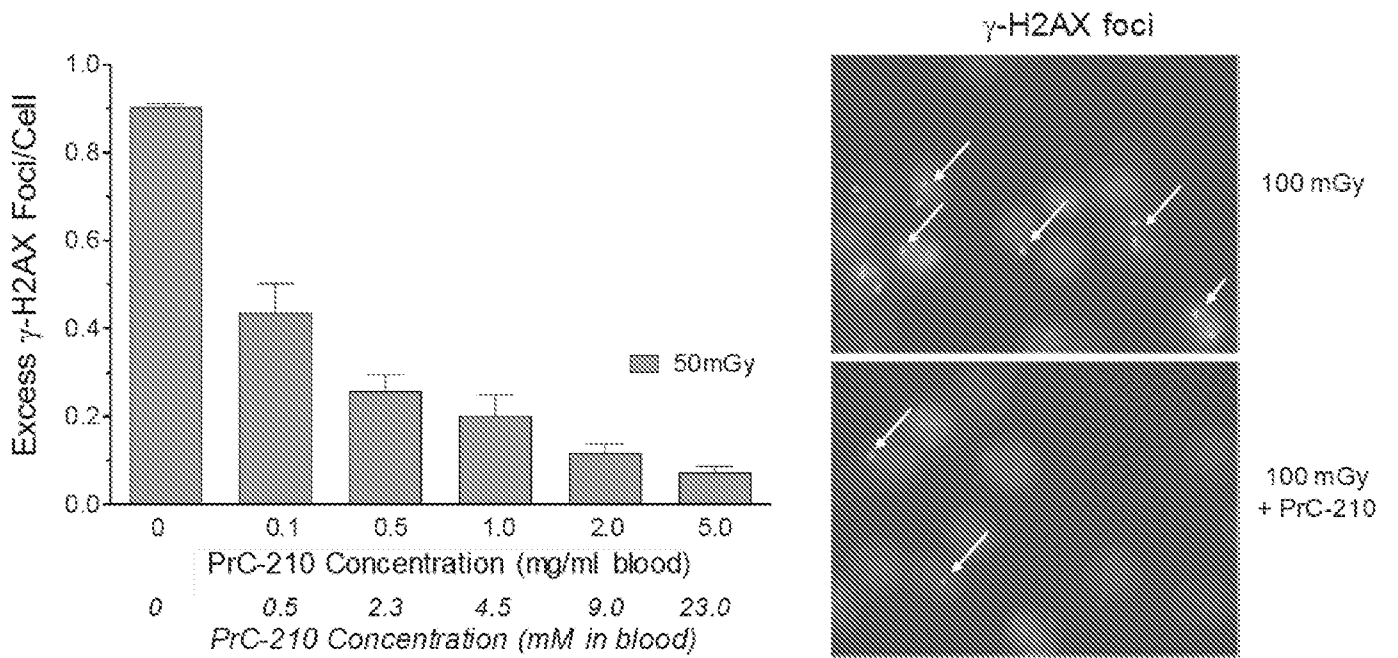 γ-H2AX foci
Excess γ-H2AX Foci/Cell
1.0
0.8
0.6
0.4
0.2
0.0
50mGy
0 0.1 0.5 1.0 2.0 5.0
PrC-210 Concentration (mg/ml blood)
0 0.5 2.3 4.5 9.0 23.0
PrC-210 Concentration (mM in blood)
100 mGy
100 mGy
+ PrC-210